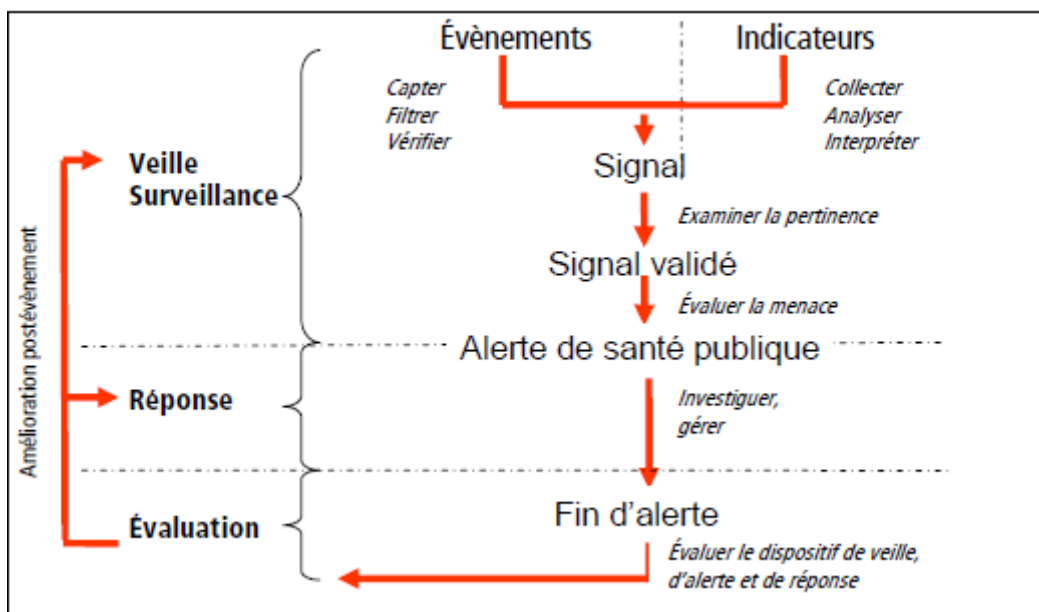 Évènements
Indicateurs
Capter
Filtrer
Vérifier
Collecter
Analyser
Interpréter
Signal
Veille
Surveillance
Examiner la pertinence
Signal validé
Évaluer la menace
Alerte de santé publique
Réponse
Investiguer,
gérer
Fin d'alerte
Évaluation
Évaluer le dispositif de veille,
d'alerte et de réponse
Amélioration postévènement